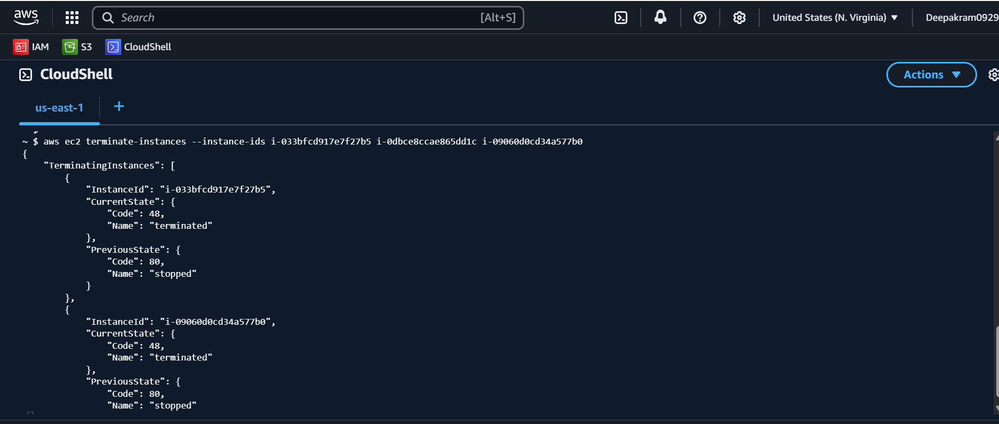 aws
Search [Alt+S]
United States (N. Virginia)
Deepakram0929
IAM
S3
CloudShell
CloudShell
Actions
us-east-1
+
~ $ aws ec2 terminate-instances --instance-ids i-033bfcd917e7f27b5 i-0dbce8ccae865dd1c i-09060d0cd34a577b0
{
    "TerminatingInstances": [
        {
            "InstanceId": "i-033bfcd917e7f27b5",
            "CurrentState": {
                "Code": 48,
                "Name": "terminated"
            },
            "PreviousState": {
                "Code": 80,
                "Name": "stopped"
            }
        },
        {
            "InstanceId": "i-09060d0cd34a577b0",
            "CurrentState": {
                "Code": 48,
                "Name": "terminated"
            },
            "PreviousState": {
                "Code": 80,
                "Name": "stopped"